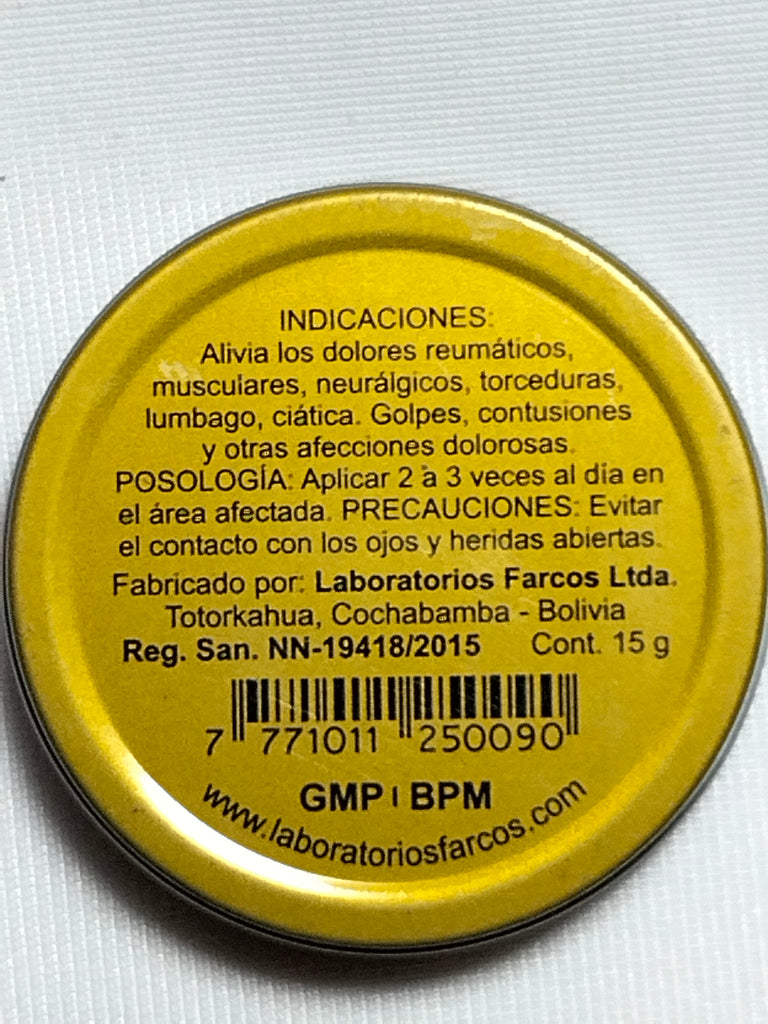 INDICACIONES:
Alivia los dolores reumáticos,
musculares, neurálgicos, torceduras,
lumbago, ciática. Golpes, contusiones
y otras afecciones dolorosas.
POSOLOGÍA: Aplicar 2 a 3 veces al día en
el área afectada. PRECAUCIONES: Evitar
el contacto con los ojos y heridas abiertas.
Fabricado por: Laboratorios Farcos Ltda.
Totorkahua, Cochabamba - Bolivia
Reg. San. NN-19418/2015 Cont. 15 g
7 771011 250090
GMP | BPM
www.laboratoriosfarcos.com